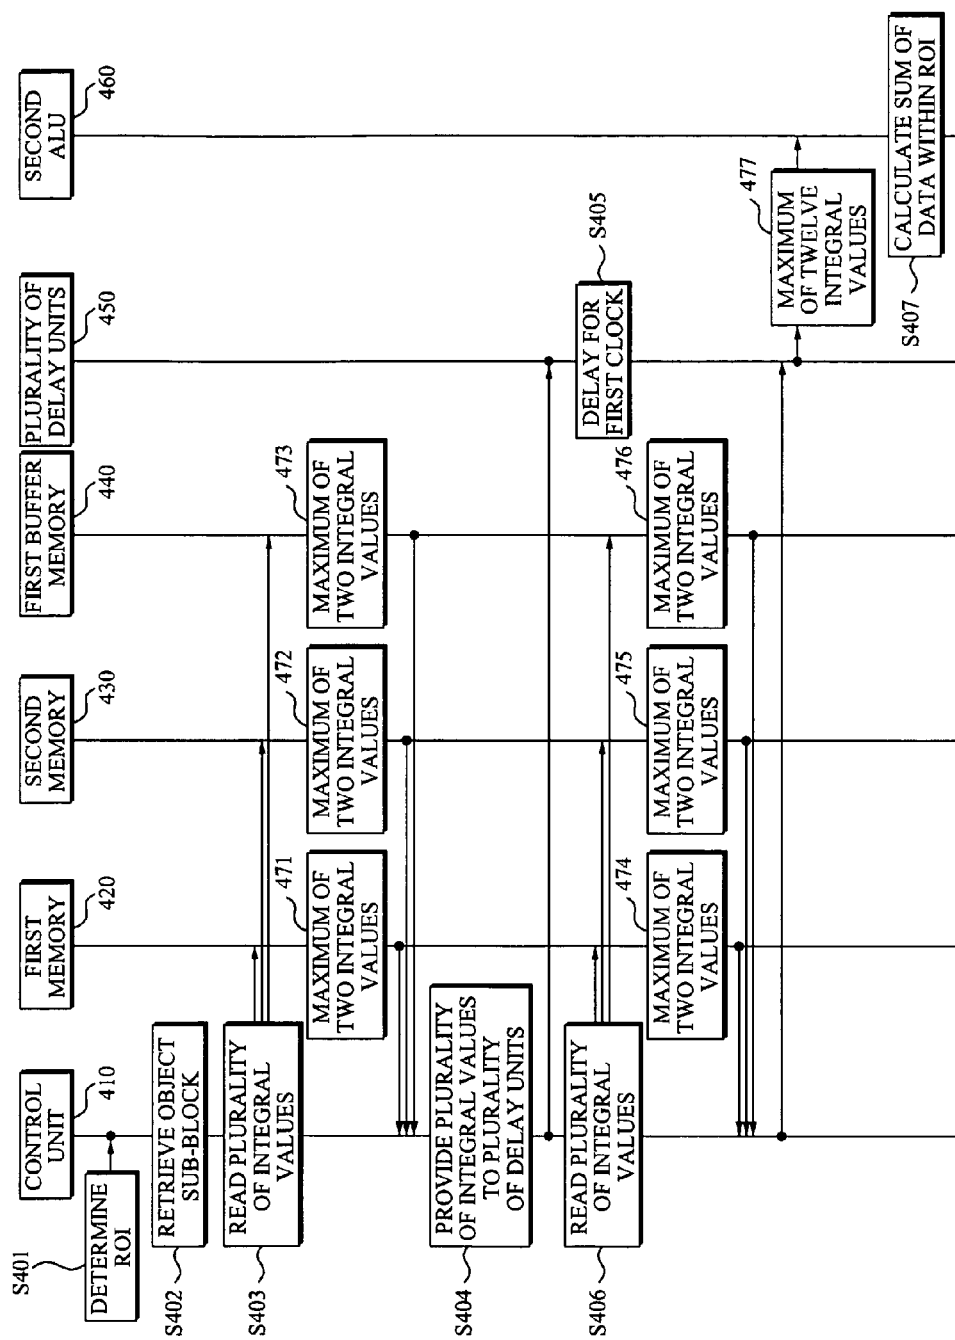 CONTROL
UNIT
410
FIRST
MEMORY
420
SECOND
MEMORY
430
FIRST BUFFER
MEMORY
440
PLURALITY OF
DELAY UNITS
450
SECOND
ALU
460
S401
DETERMINE
ROI
S402
RETRIEVE OBJECT
SUB-BLOCK
S403
READ PLURALITY
OF INTEGRAL
VALUES
471
MAXIMUM OF
TWO INTEGRAL
VALUES
472
MAXIMUM OF
TWO INTEGRAL
VALUES
473
MAXIMUM OF
TWO INTEGRAL
VALUES
S404
PROVIDE PLURALITY
OF INTEGRAL VALUES
TO PLURALITY
OF DELAY UNITS
S405
DELAY FOR
FIRST CLOCK
S406
READ PLURALITY
OF INTEGRAL
VALUES
474
MAXIMUM OF
TWO INTEGRAL
VALUES
475
MAXIMUM OF
TWO INTEGRAL
VALUES
476
MAXIMUM OF
TWO INTEGRAL
VALUES
477
MAXIMUM
OF TWELVE
INTEGRAL
VALUES
S407
CALCULATE SUM OF
DATA WITHIN ROI